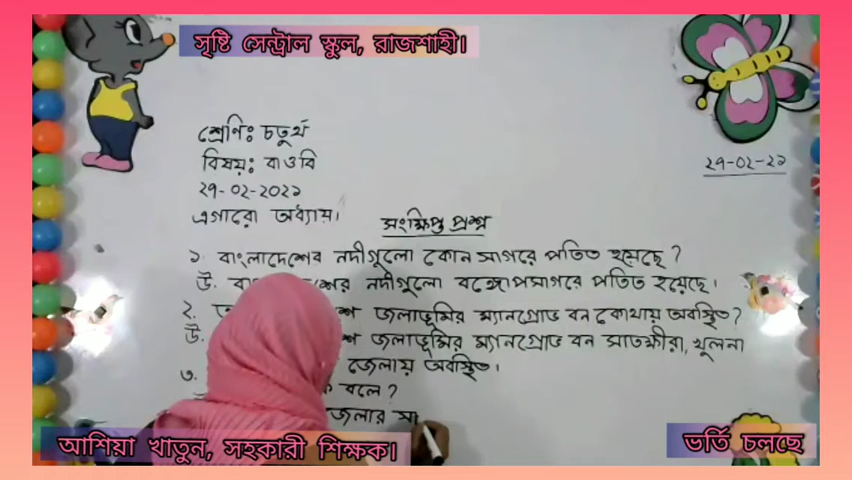 সৃষ্টি সেন্ট্রাল স্কুল, রাজশাহী।
শ্রেণিঃ চতুর্থ
বিষয়ঃ বাওবি
২৭-০২-২০২১
২৭-০২-২১
এগারো অধ্যায়।
সংক্ষিপ্ত প্রশ্ন
১. বাংলাদেশের নদীগুলো কোন সাগরে পতিত হয়েছে?
উ. নদীগুলো বঙ্গোপসাগরে পতিত হয়েছে।
২. জলাভূমির ম্যানগ্রোভ বন কোথায় অবস্থিত?
উ. জলাভূমির ম্যানগ্রোভ বন সাতক্ষীরা, খুলনা
জেলায় অবস্থিত।
৩. বলে?
জেলার
আশিয়া খাতুন, সহকারী শিক্ষক।
ভর্তি চলছে